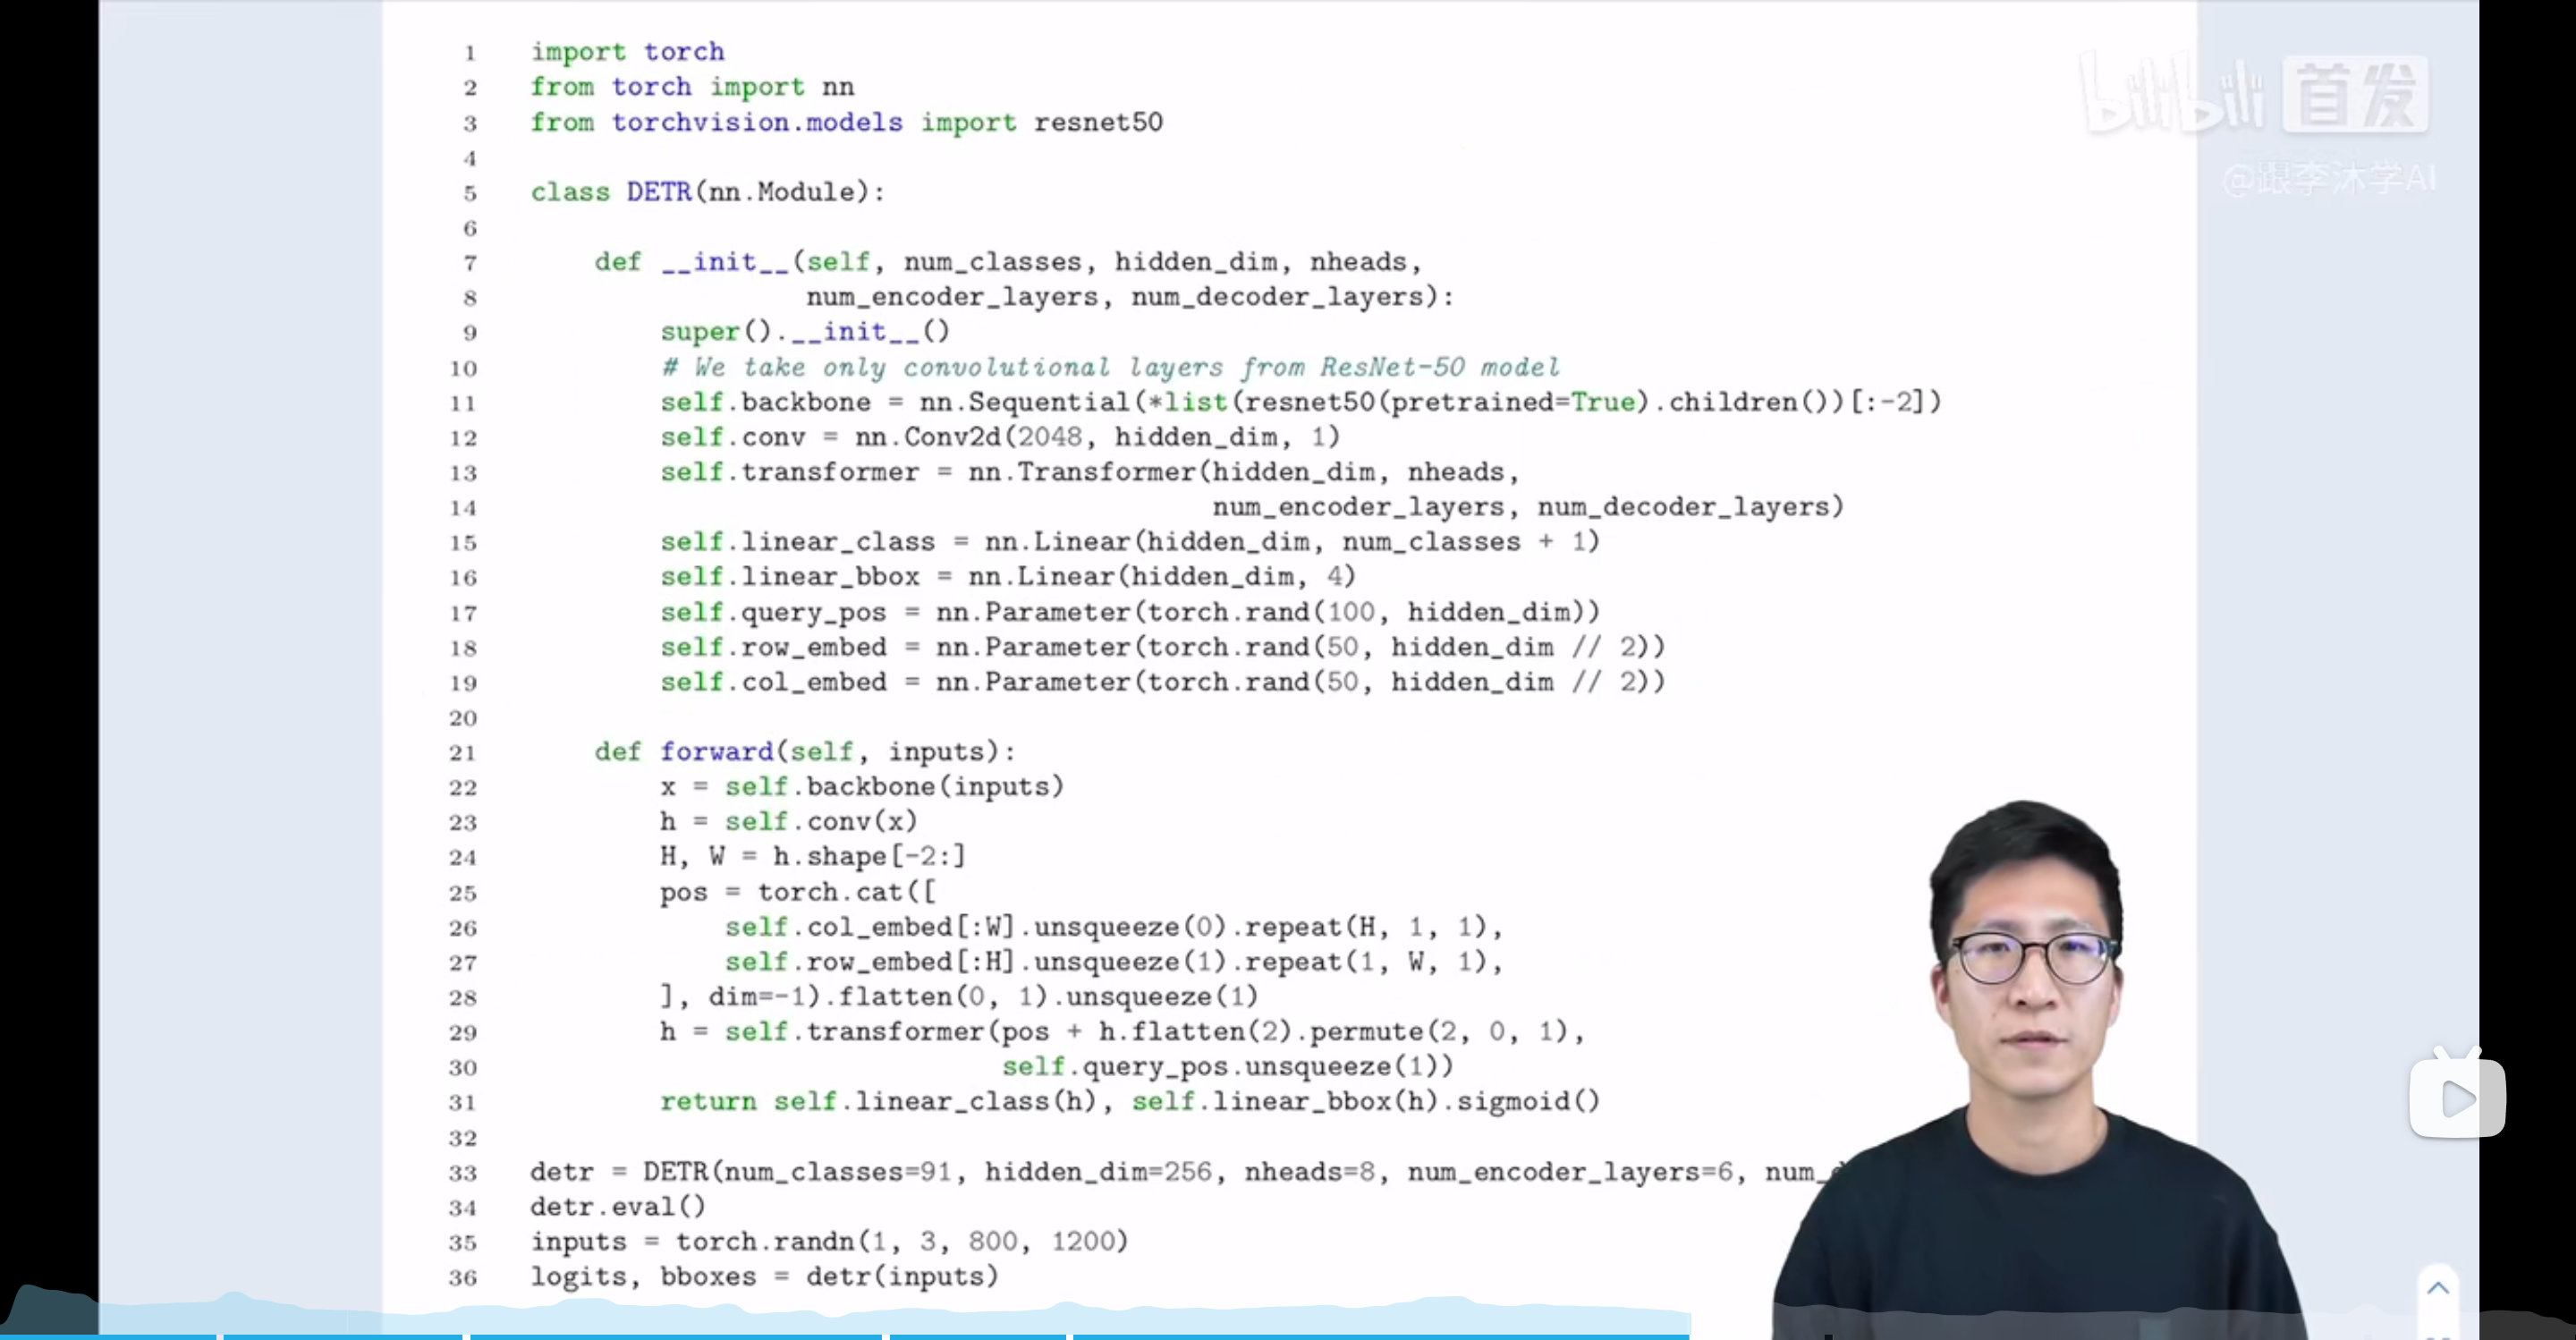 1 import torch
2 from torch import nn
3 from torchvision.models import resnet50
4
5 class DETR(nn.Module):
6
7     def __init__(self, num_classes, hidden_dim, nheads,
8                  num_encoder_layers, num_decoder_layers):
9         super().__init__()
10         # We take only convolutional layers from ResNet-50 model
11         self.backbone = nn.Sequential(*list(resnet50(pretrained=True).children())[:-2])
12         self.conv = nn.Conv2d(2048, hidden_dim, 1)
13         self.transformer = nn.Transformer(hidden_dim, nheads,
14                                           num_encoder_layers, num_decoder_layers)
15         self.linear_class = nn.Linear(hidden_dim, num_classes + 1)
16         self.linear_bbox = nn.Linear(hidden_dim, 4)
17         self.query_pos = nn.Parameter(torch.rand(100, hidden_dim))
18         self.row_embed = nn.Parameter(torch.rand(50, hidden_dim // 2))
19         self.col_embed = nn.Parameter(torch.rand(50, hidden_dim // 2))
20
21     def forward(self, inputs):
22         x = self.backbone(inputs)
23         h = self.conv(x)
24         H, W = h.shape[-2:]
25         pos = torch.cat([
26             self.col_embed[:W].unsqueeze(0).repeat(H, 1, 1),
27             self.row_embed[:H].unsqueeze(1).repeat(1, W, 1),
28         ], dim=-1).flatten(0, 1).unsqueeze(1)
29         h = self.transformer(pos + h.flatten(2).permute(2, 0, 1),
30                              self.query_pos.unsqueeze(1))
31         return self.linear_class(h), self.linear_bbox(h).sigmoid()
32
33 detr = DETR(num_classes=91, hidden_dim=256, nheads=8, num_encoder_layers=6, num_
34 detr.eval()
35 inputs = torch.randn(1, 3, 800, 1200)
36 logits, bboxes = detr(inputs)
bilibili 首发
@跟李沐学AI